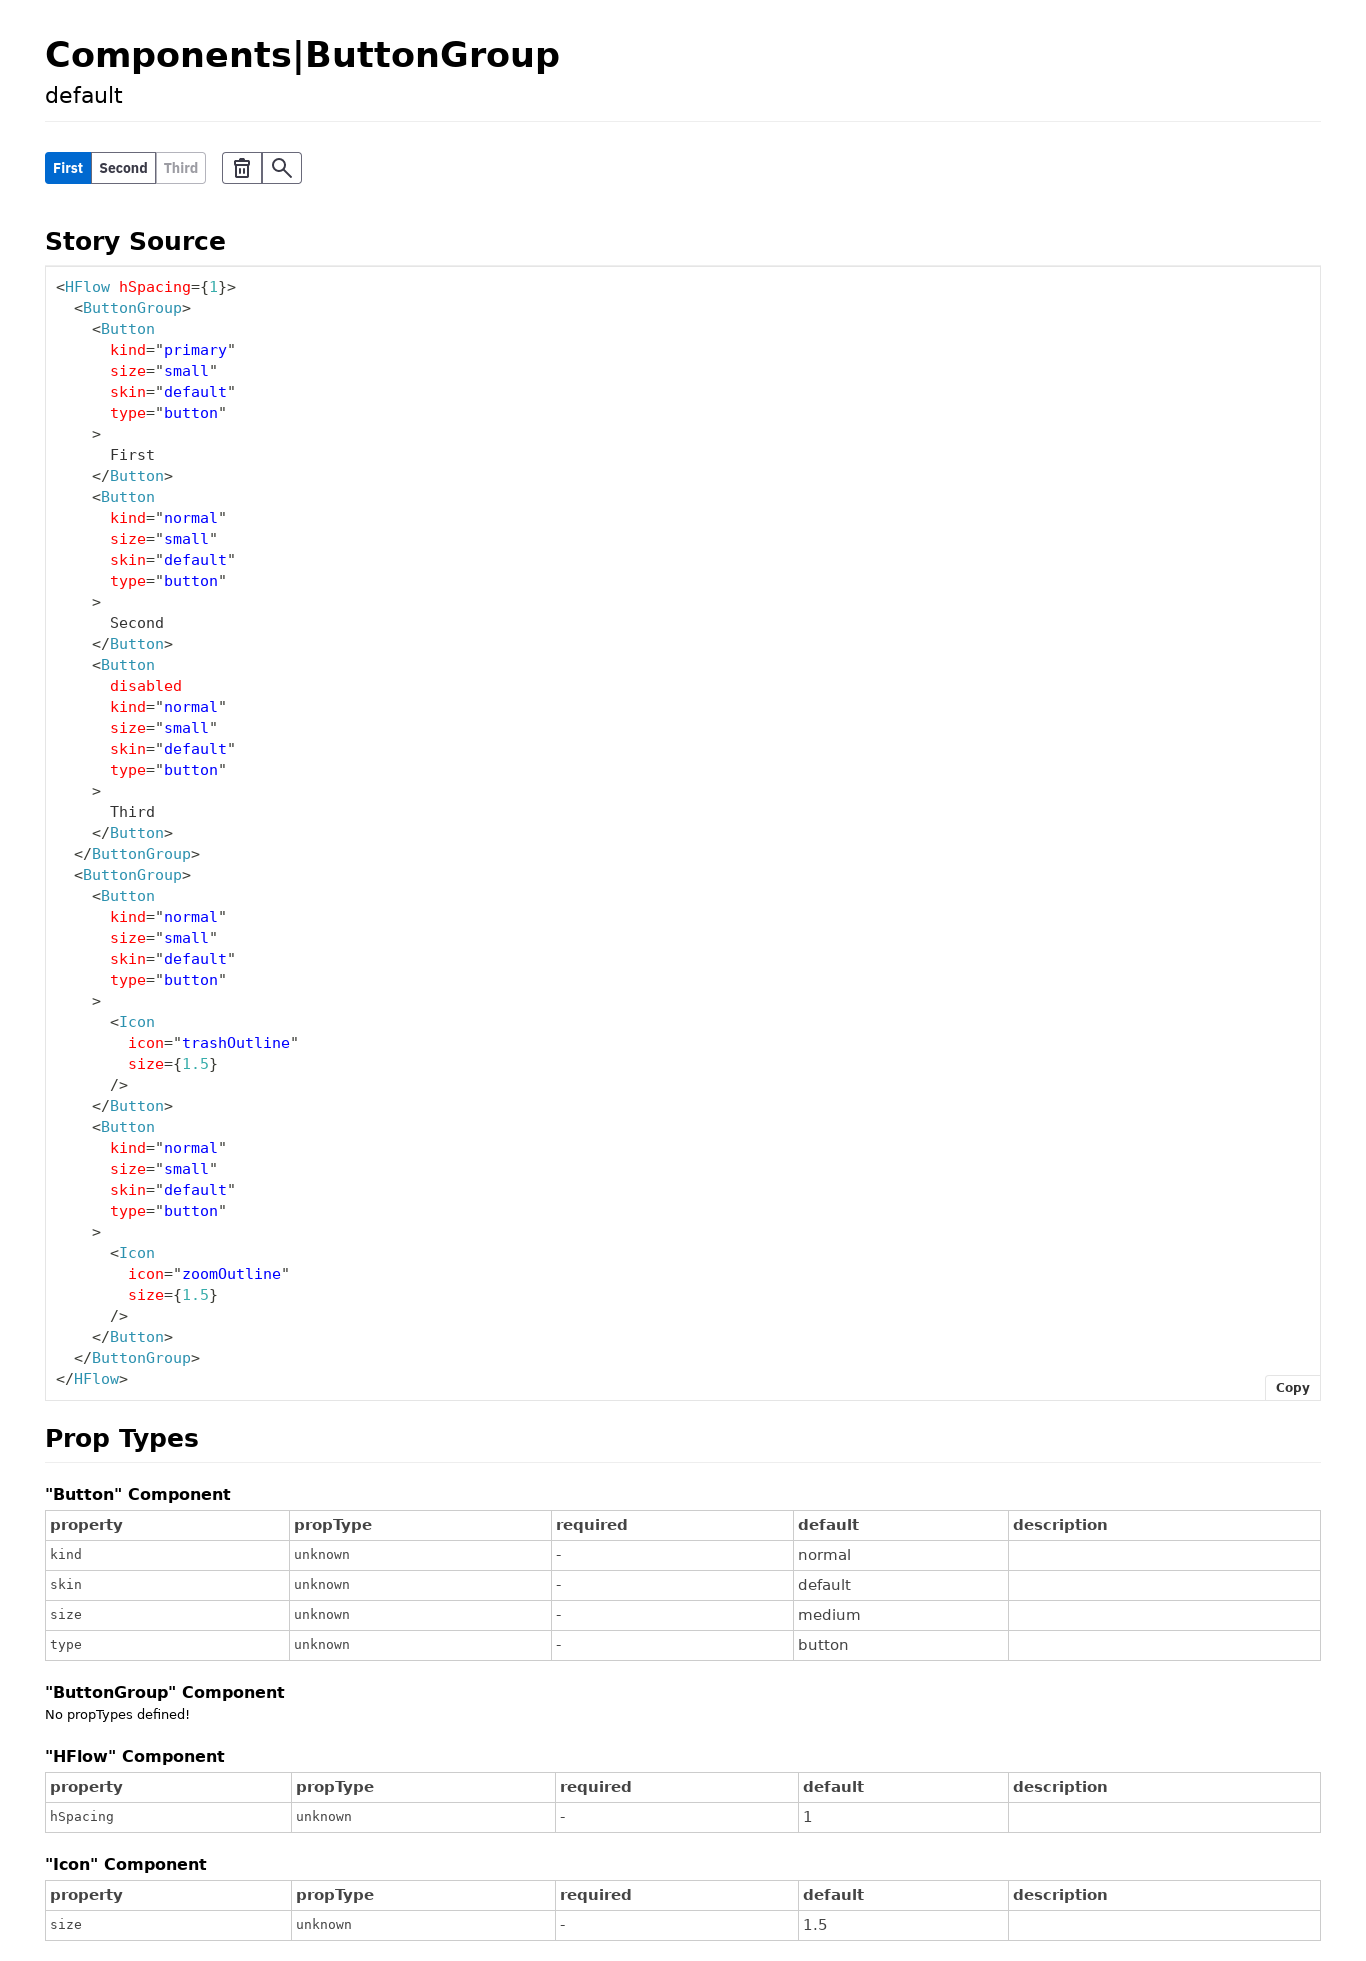 Components|ButtonGroup
default
First Second Third
Story Source
<HFlow hSpacing={1}>
  <ButtonGroup>
    <Button
      kind="primary"
      size="small"
      skin="default"
      type="button"
    >
      First
    </Button>
    <Button
      kind="normal"
      size="small"
      skin="default"
      type="button"
    >
      Second
    </Button>
    <Button
      disabled
      kind="normal"
      size="small"
      skin="default"
      type="button"
    >
      Third
    </Button>
  </ButtonGroup>
  <ButtonGroup>
    <Button
      kind="normal"
      size="small"
      skin="default"
      type="button"
    >
      <Icon
        icon="trashOutline"
        size={1.5}
      />
    </Button>
    <Button
      kind="normal"
      size="small"
      skin="default"
      type="button"
    >
      <Icon
        icon="zoomOutline"
        size={1.5}
      />
    </Button>
  </ButtonGroup>
</HFlow>
Copy
Prop Types
"Button" Component
property propType required default description
kind unknown - normal
skin unknown - default
size unknown - medium
type unknown - button
"ButtonGroup" Component
No propTypes defined!
"HFlow" Component
property propType required default description
hSpacing unknown - 1
"Icon" Component
property propType required default description
size unknown - 1.5